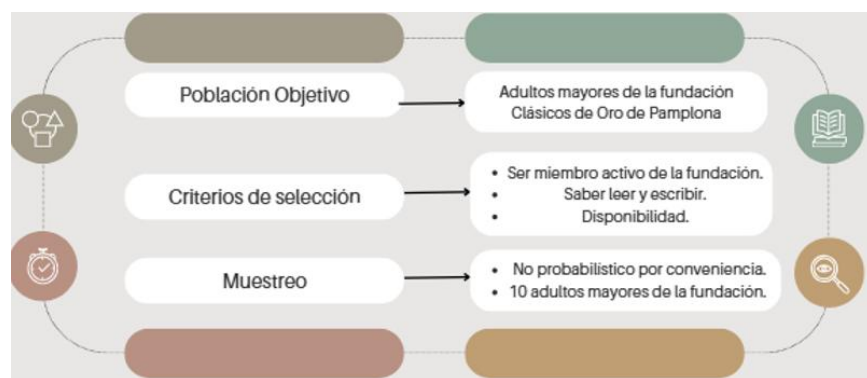 Población Objetivo
Adultos mayores de la fundación
Clásicos de Oro de Pamplona
Criterios de selección
• Ser miembro activo de la fundación.
• Saber leer y escribir.
• Disponibilidad.
Muestreo
• No probabilístico por conveniencia.
• 10 adultos mayores de la fundación.